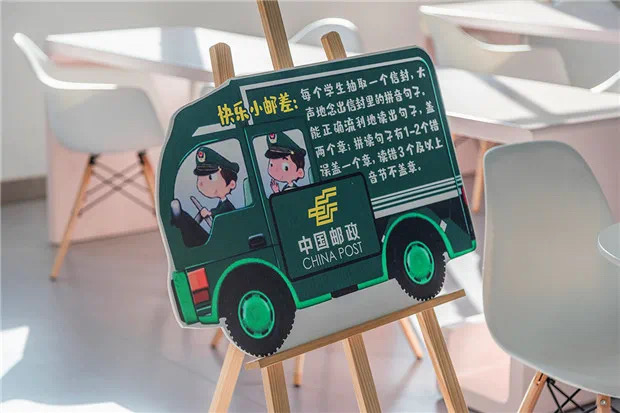 快乐小邮差：
每个学生抽取一个信封，大
声地念出信封里的拼音句子，
能正确流利地读出句子，盖
两个章；拼读句子有1-2个错
误盖一个章；读错3个及以上
音节不盖章．
中国邮政
CHINA POST